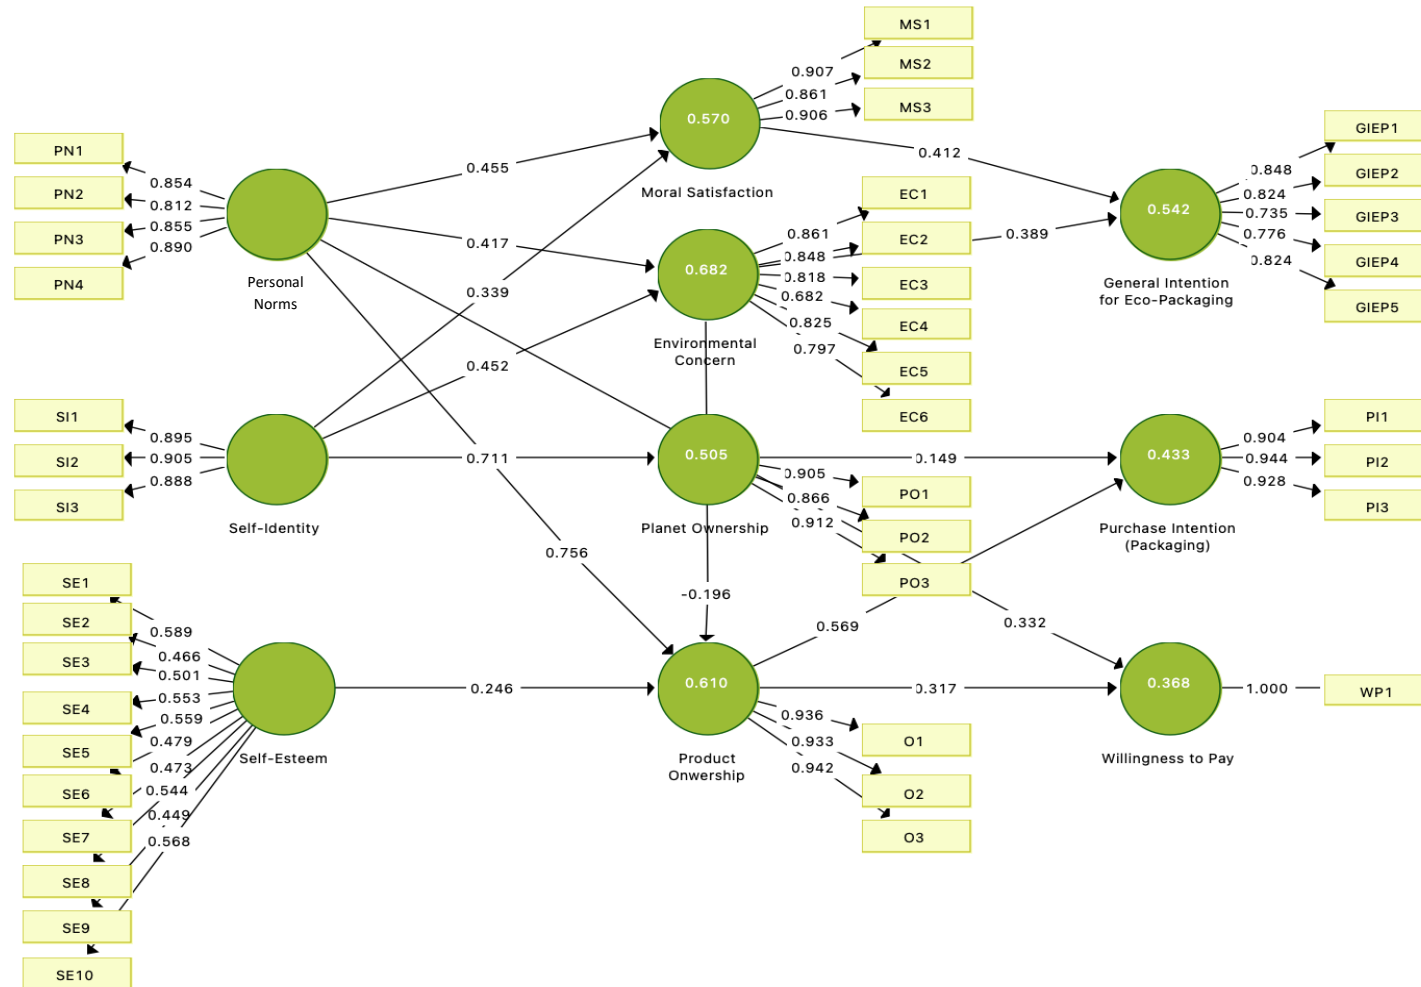 MS1
MS2
MS3
0.907
0.861
0.906
0.570
Moral Satisfaction
PN1
PN2
PN3
PN4
0.854
0.812
0.855
0.890
Personal
Norms
0.455
0.417
0.339
0.452
0.412
EC1
EC2
EC3
EC4
EC5
EC6
0.861
0.848
0.818
0.682
0.825
0.797
0.682
Environmental
Concern
0.389
GIEP1
GIEP2
GIEP3
GIEP4
GIEP5
0.848
0.824
0.735
0.776
0.824
0.542
General Intention
for Eco-Packaging
SI1
SI2
SI3
0.895
0.905
0.888
Self-Identity
0.711
0.505
Planet Ownership
0.149
0.905
0.866
0.912
PO1
PO2
PO3
0.433
Purchase Intention
(Packaging)
0.904
0.944
0.928
PI1
PI2
PI3
0.756
-0.196
0.569
0.332
SE1
SE2
SE3
SE4
SE5
SE6
SE7
SE8
SE9
SE10
0.589
0.466
0.501
0.553
0.559
0.479
0.473
0.544
0.449
0.568
Self-Esteem
0.246
0.610
Product
Onwership
0.317
0.936
0.933
0.942
O1
O2
O3
0.368
Willingness to Pay
1.000
WP1